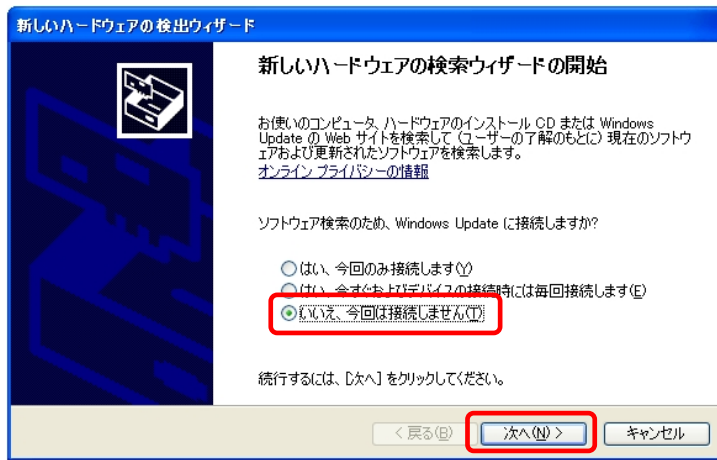 新しいハードウェアの検出ウィザード
新しいハードウェアの検索ウィザードの開始
お使いのコンピュータ、ハードウェアのインストール CD または Windows
Update の Web サイトを検索して (ユーザーの了解のもとに) 現在のソフトウ
ェアおよび更新されたソフトウェアを検索します。
オンライン プライバシーの情報
ソフトウェア検索のため、Windows Update に接続しますか?
はい、今回のみ接続します(Y)
はい、今すぐおよびデバイスの接続時には毎回接続します(E)
いいえ、今回は接続しません(T)
続行するには、[次へ] をクリックしてください。
< 戻る(B) 次へ(N) > キャンセル